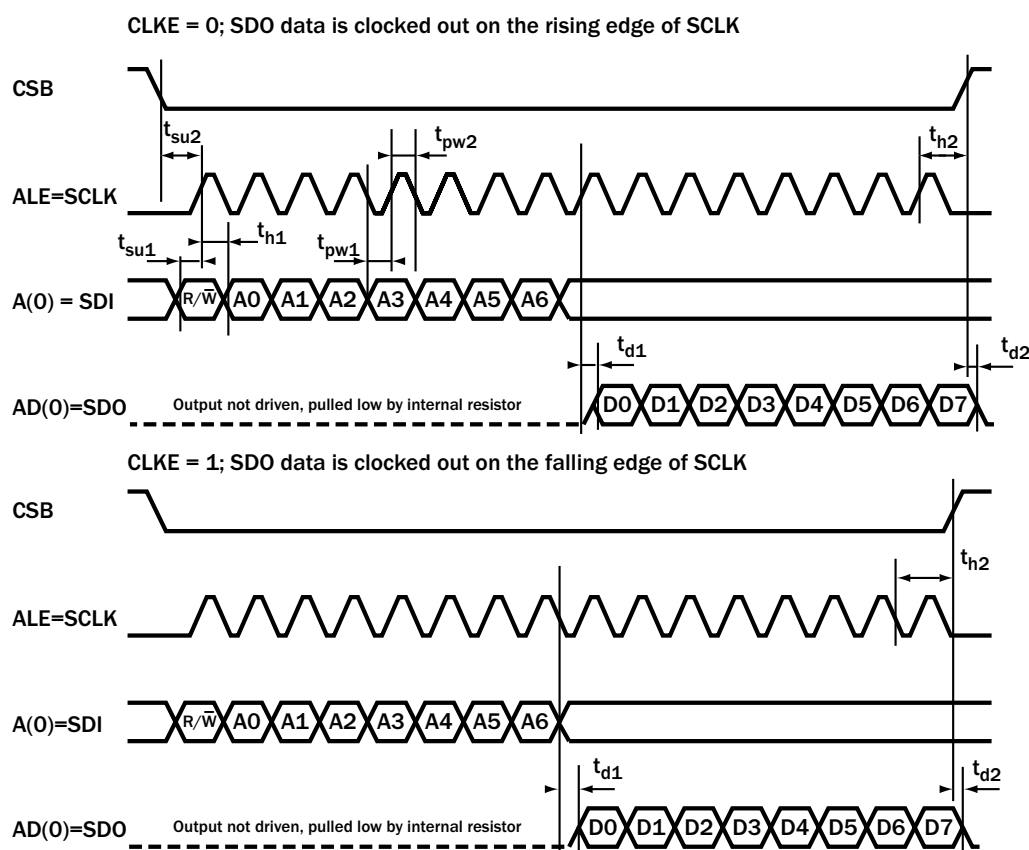 CLKE = 0; SDO data is clocked out on the rising edge of SCLK
CSB
tsu2
tpw2
th2
ALE=SCLK
tsu1
th1
tpw1
A(0) = SDI
R/W̅ A0 A1 A2 A3 A4 A5 A6
td1
td2
AD(0)=SDO
Output not driven, pulled low by internal resistor
D0 D1 D2 D3 D4 D5 D6 D7
CLKE = 1; SDO data is clocked out on the falling edge of SCLK
CSB
th2
ALE=SCLK
A(0)=SDI
R/W̅ A0 A1 A2 A3 A4 A5 A6
td1
td2
AD(0)=SDO
Output not driven, pulled low by internal resistor
D0 D1 D2 D3 D4 D5 D6 D7